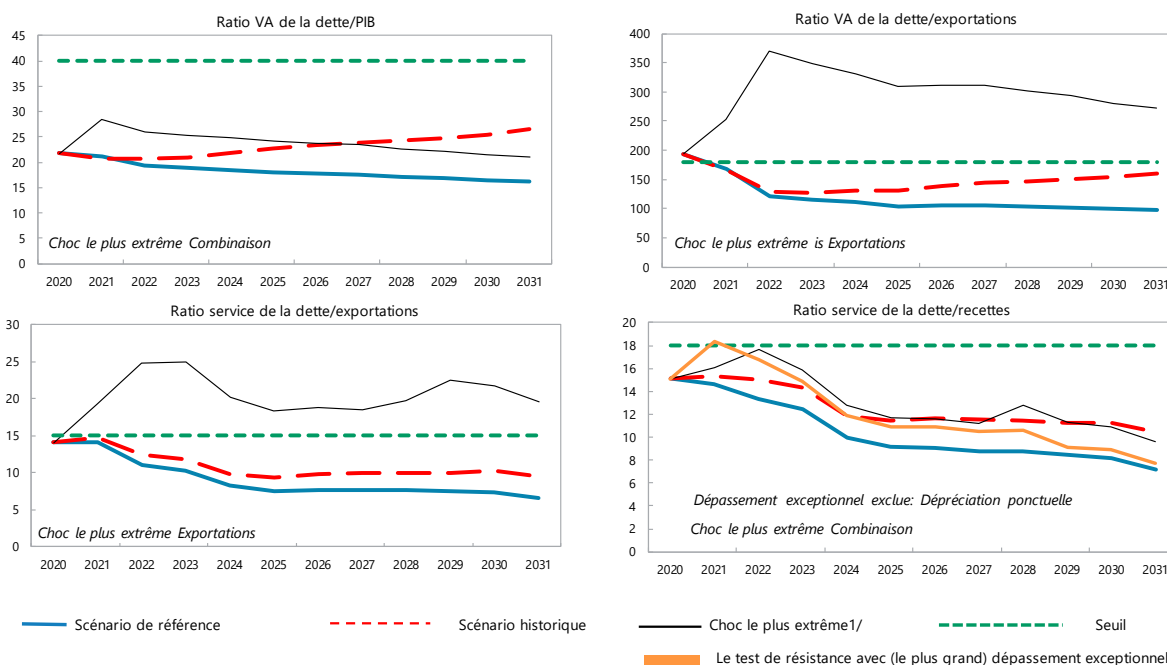 Ratio VA de la dette/PIB
45
40
35
30
25
20
15
10
5
0
Choc le plus extrême Combinaison
2020 2021 2022 2023 2024 2025 2026 2027 2028 2029 2030 2031
Ratio VA de la dette/exportations
400
350
300
250
200
150
100
50
0
Choc le plus extrême is Exportations
2020 2021 2022 2023 2024 2025 2026 2027 2028 2029 2030 2031
Ratio service de la dette/exportations
30
25
20
15
10
5
0
Choc le plus extrême Exportations
2020 2021 2022 2023 2024 2025 2026 2027 2028 2029 2030 2031
Ratio service de la dette/recettes
20
18
16
14
12
10
8
6
4
2
0
Dépassement exceptionnel exclue: Dépréciation ponctuelle
Choc le plus extrême Combinaison
2020 2021 2022 2023 2024 2025 2026 2027 2028 2029 2030 2031
Scénario de référence
Scénario historique
Choc le plus extrême1/
Seuil
Le test de résistance avec (le plus grand) dépassement exceptionnel